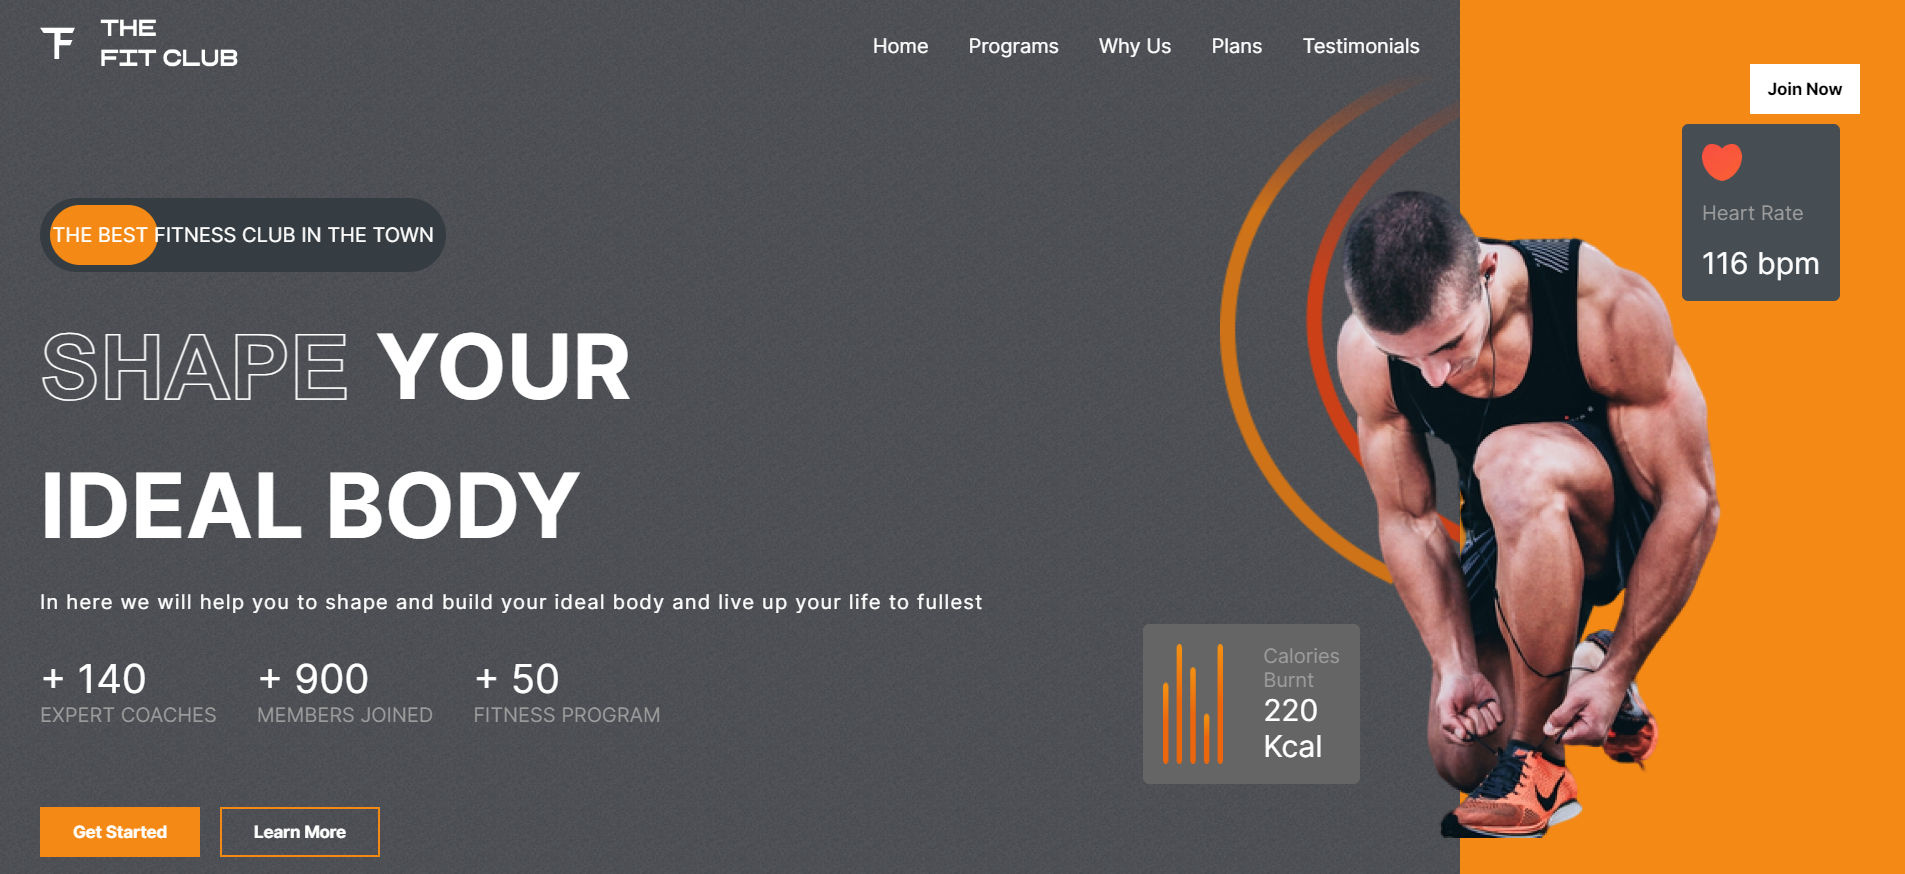 THE
FIT CLUB
Home
Programs
Why Us
Plans
Testimonials
Join Now
Heart Rate
116 bpm
THE BEST FITNESS CLUB IN THE TOWN
SHAPE YOUR
IDEAL BODY
In here we will help you to shape and build your ideal body and live up your life to fullest
+ 140
EXPERT COACHES
+ 900
MEMBERS JOINED
+ 50
FITNESS PROGRAM
Calories
Burnt
220
Kcal
Get Started
Learn More